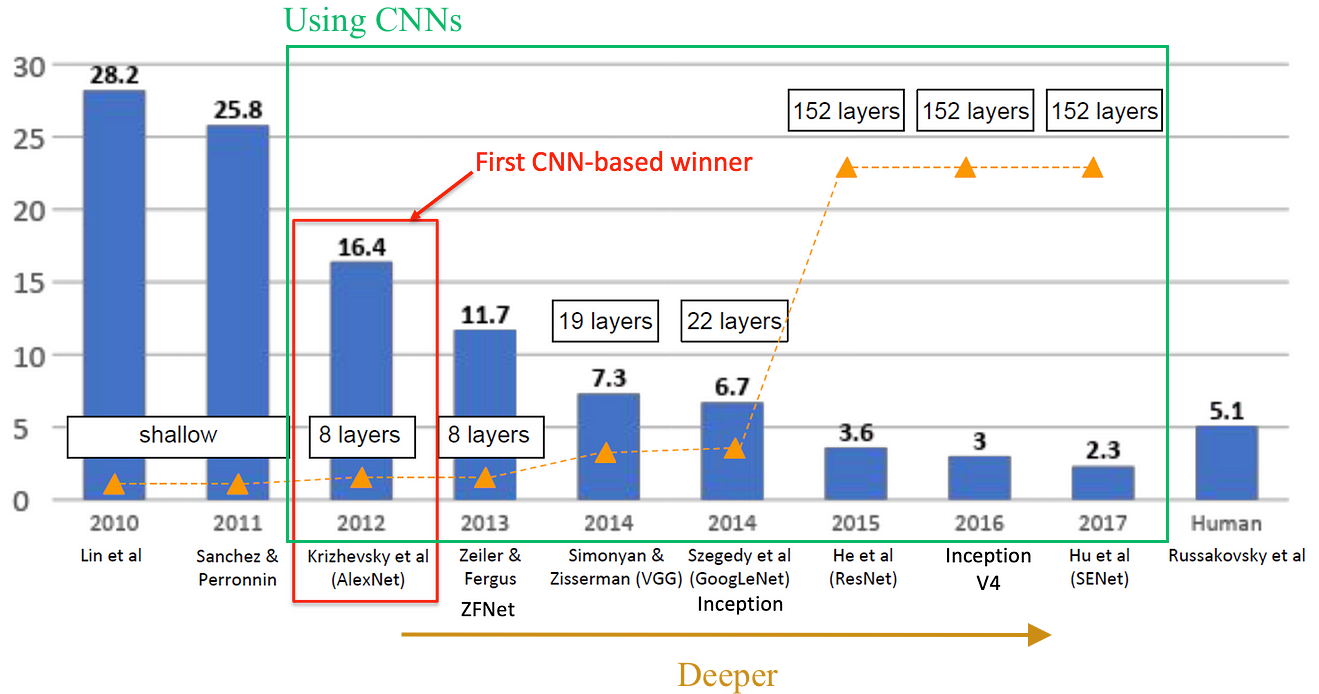 Using CNNs
30
25
20
15
10
5
0
28.2
25.8
16.4
11.7
7.3
6.7
3.6
3
2.3
5.1
First CNN-based winner
shallow
8 layers
8 layers
19 layers
22 layers
152 layers
152 layers
152 layers
2010
Lin et al
2011
Sanchez &
Perronnin
2012
Krizhevsky et al
(AlexNet)
2013
Zeiler &
Fergus
ZFNet
2014
Simonyan &
Zisserman (VGG)
2014
Szegedy et al
(GoogLeNet)
Inception
2015
He et al
(ResNet)
2016
Inception
V4
2017
Hu et al
(SENet)
Human
Russakovsky et al
Deeper